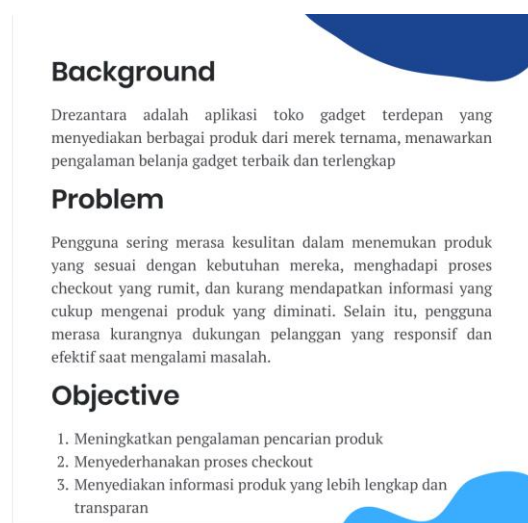 Background
Drezantara adalah aplikasi toko gadget terdepan yang
menyediakan berbagai produk dari merek ternama, menawarkan
pengalaman belanja gadget terbaik dan terlengkap
Problem
Pengguna sering merasa kesulitan dalam menemukan produk
yang sesuai dengan kebutuhan mereka, menghadapi proses
checkout yang rumit, dan kurang mendapatkan informasi yang
cukup mengenai produk yang diminati. Selain itu, pengguna
merasa kurangnya dukungan pelanggan yang responsif dan
efektif saat mengalami masalah.
Objective
1. Meningkatkan pengalaman pencarian produk
2. Menyederhanakan proses checkout
3. Menyediakan informasi produk yang lebih lengkap dan
transparan